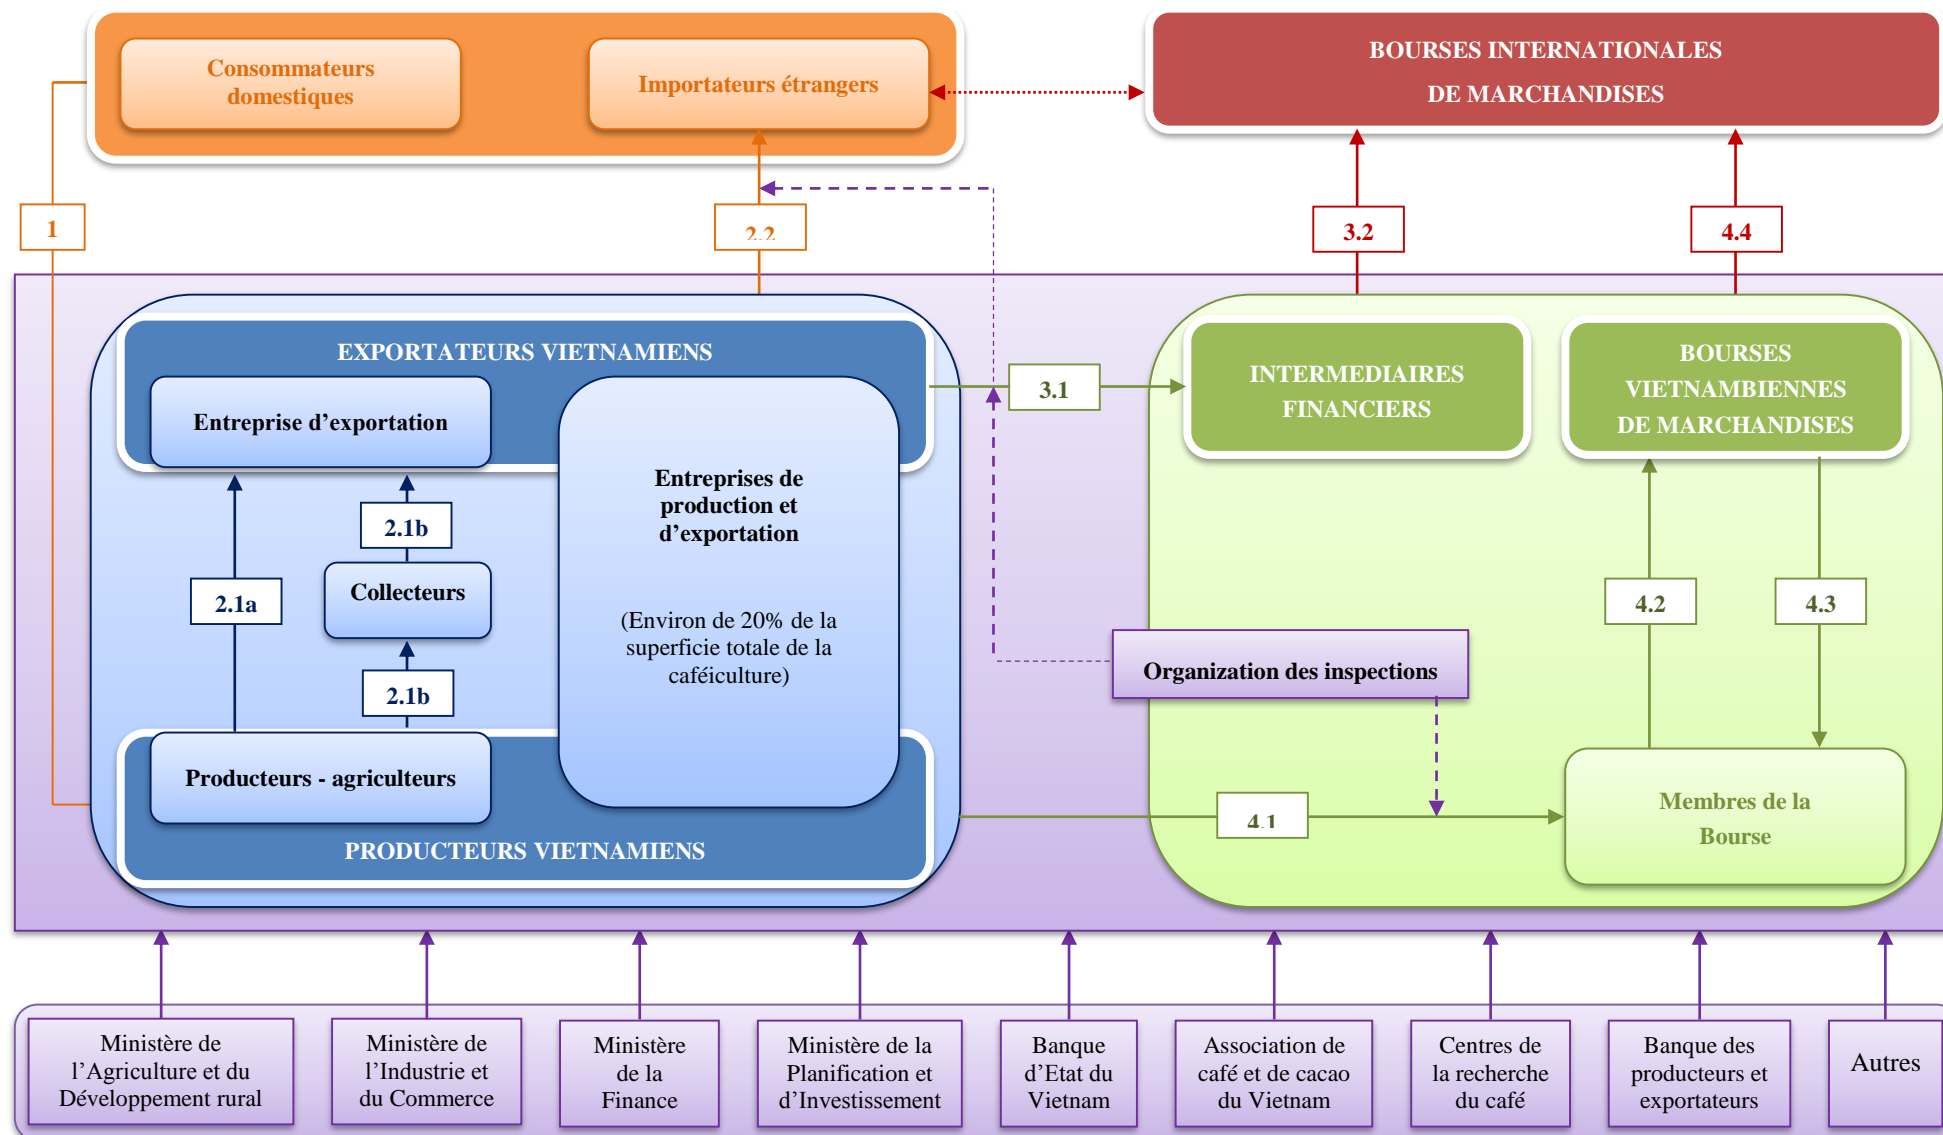 Consommateurs
domestiques
Importateurs étrangers
BOURSES INTERNATIONALES
DE MARCHANDISES
1
2.2
3.2
4.4
EXPORTATEURS VIETNAMIENS
Entreprise d’exportation
Entreprises de
production et
d’exportation
(Environ de 20% de la
superficie totale de la
caféiculture)
2.1a
2.1b
Collecteurs
2.1b
Producteurs - agriculteurs
PRODUCTEURS VIETNAMIENS
3.1
INTERMEDIAIRES
FINANCIERS
BOURSES
VIETNAMBIENNES
DE MARCHANDISES
4.2
4.3
Organization des inspections
4.1
Membres de la
Bourse
Ministère de
l’Agriculture et du
Développement rural
Ministère de
l’Industrie et
du Commerce
Ministère
de la
Finance
Ministère de la
Planification et
d’Investissement
Banque
d’Etat du
Vietnam
Association de
café et de cacao
du Vietnam
Centres de
la recherche
du café
Banque des
producteurs et
exportateurs
Autres